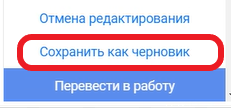 Отмена редактирования
Сохранить как черновик
Перевести в работу